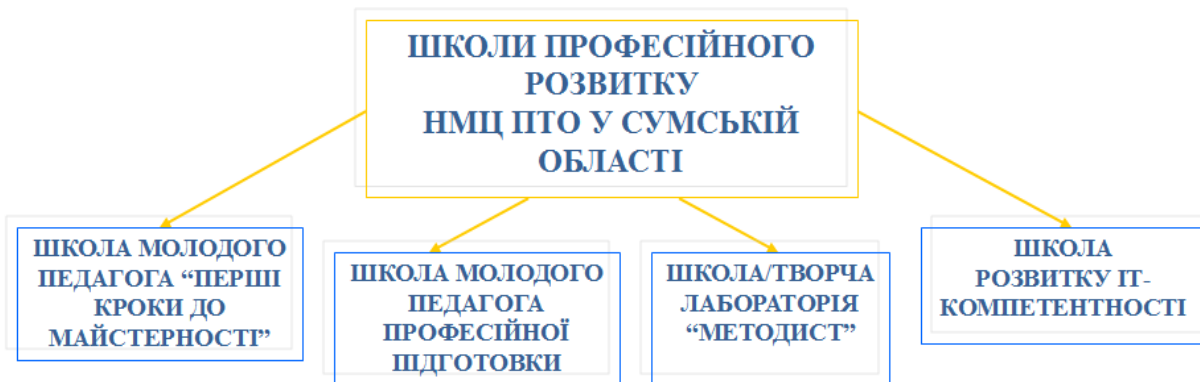 ШКОЛИ ПРОФЕСІЙНОГО
РОЗВИТКУ
НМЦ ПТО У СУМСЬКІЙ
ОБЛАСТІ
ШКОЛА МОЛОДОГО
ПЕДАГОГА “ПЕРШІ
КРОКИ ДО
МАЙСТЕРНОСТІ”
ШКОЛА МОЛОДОГО
ПЕДАГОГА
ПРОФЕСІЙНОЇ
ПІДГОТОВКИ
ШКОЛА/ТВОРЧА
ЛАБОРАТОРІЯ
“МЕТОДИСТ”
ШКОЛА
РОЗВИТКУ ІТ-
КОМПЕТЕНТНОСТІ